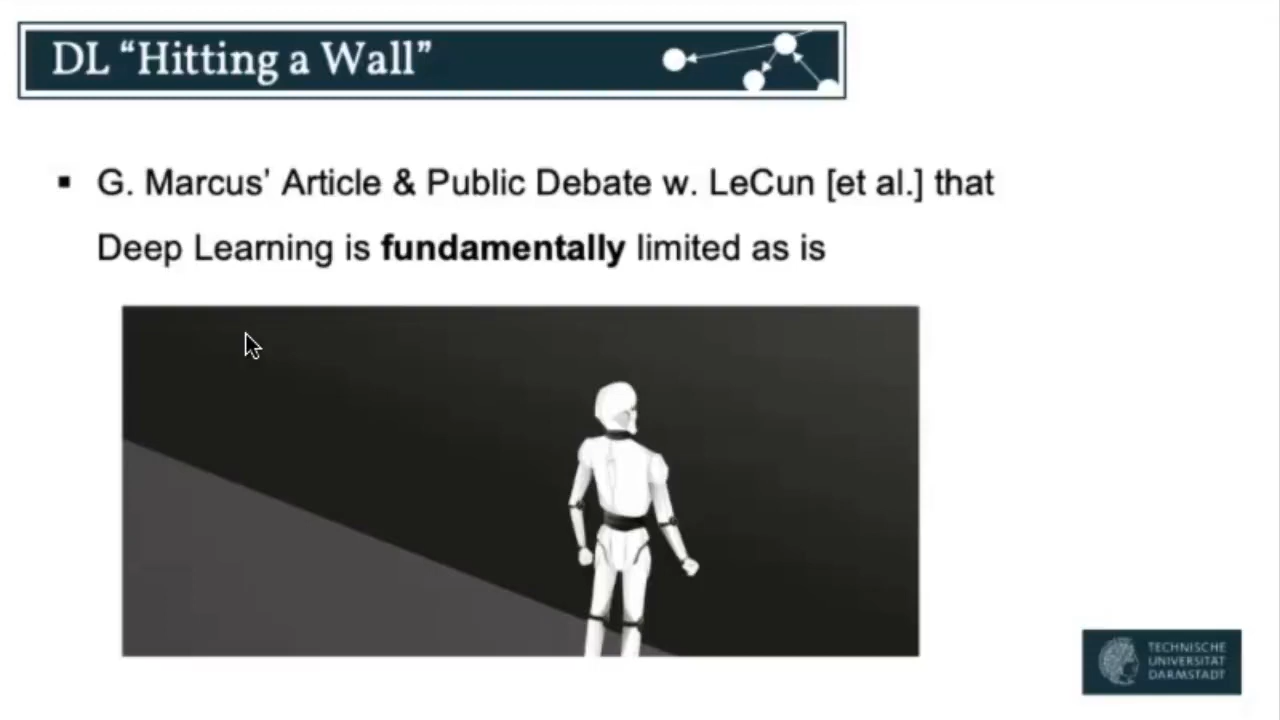 DL “Hitting a Wall”
▪ G. Marcus’ Article & Public Debate w. LeCun [et al.] that
Deep Learning is fundamentally limited as is
TECHNISCHE
UNIVERSITÄT
DARMSTADT